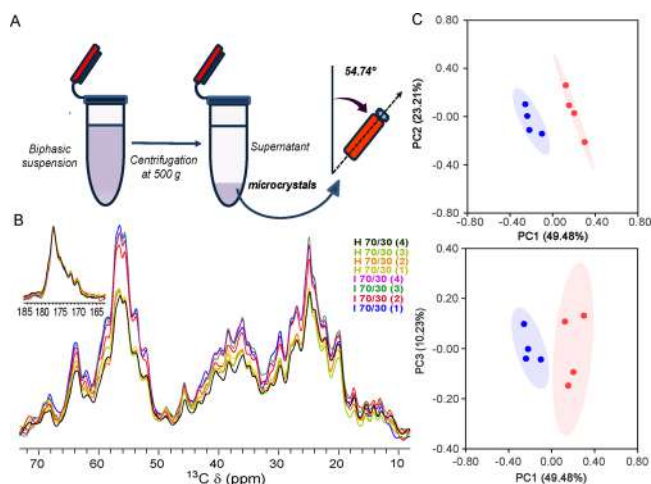 A
Biphasic
suspension
Centrifugation
at 500 g
Supernatant
microcrystals
54.74º
B
H 70/30 (4)
H 70/30 (3)
H 70/30 (2)
H 70/30 (1)
I 70/30 (4)
I 70/30 (3)
I 70/30 (2)
I 70/30 (1)
185 175 165
70 60 50 40 30 20 10
13C δ (ppm)
C
PC2 (23.21%)
0.80
0.40
-0.00
-0.40
-0.80
-0.80 -0.40 0.00 0.40 0.80
PC1 (49.48%)
PC3 (10.23%)
0.40
0.20
-0.00
-0.20
-0.40
-0.80 -0.40 0.00 0.40 0.80
PC1 (49.48%)